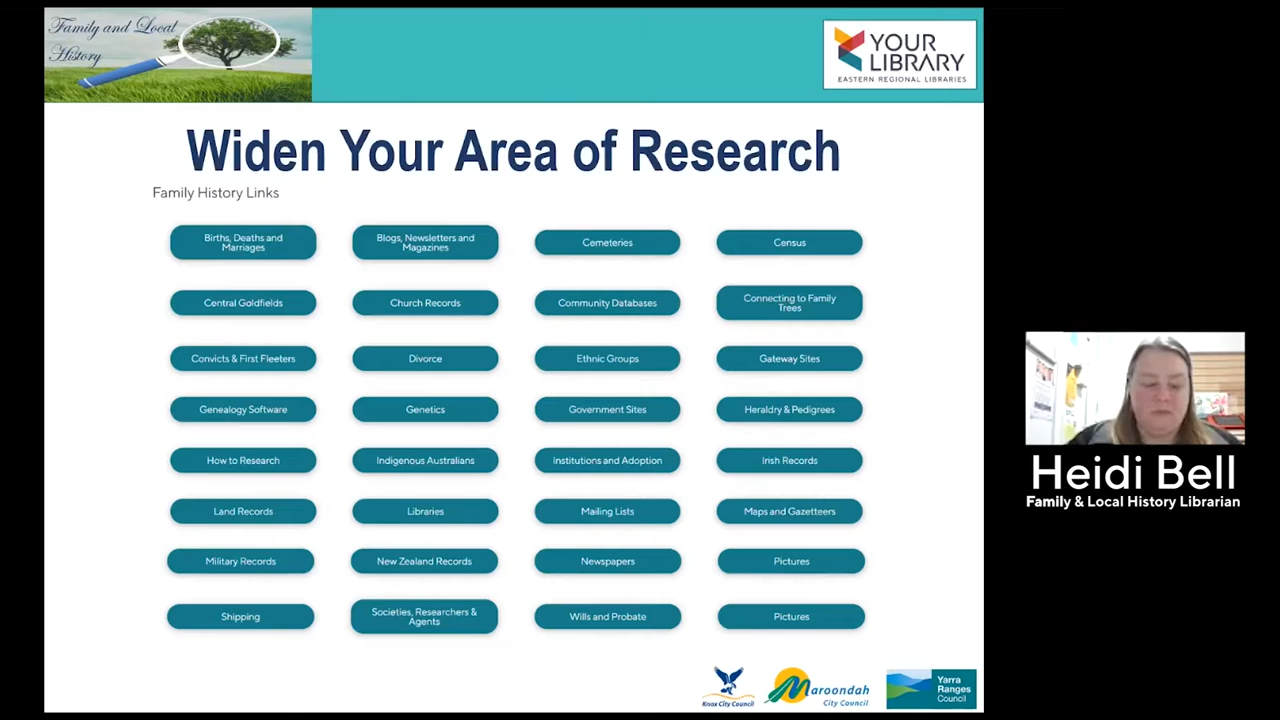 Family and Local
History
YOUR
LIBRARY
EASTERN REGIONAL LIBRARIES
Widen Your Area of Research
Family History Links
Births, Deaths and
Marriages
Blogs, Newsletters and
Magazines
Cemeteries
Census
Central Goldfields
Church Records
Community Databases
Connecting to Family
Trees
Convicts & First Fleeters
Divorce
Ethnic Groups
Gateway Sites
Genealogy Software
Genetics
Government Sites
Heraldry & Pedigrees
How to Research
Indigenous Australians
Institutions and Adoption
Irish Records
Land Records
Libraries
Mailing Lists
Maps and Gazetteers
Military Records
New Zealand Records
Newspapers
Pictures
Shipping
Societies, Researchers &
Agents
Wills and Probate
Pictures
Heidi Bell
Family & Local History Librarian
Knox City Council
Maroondah
City Council
Yarra
Ranges
Council